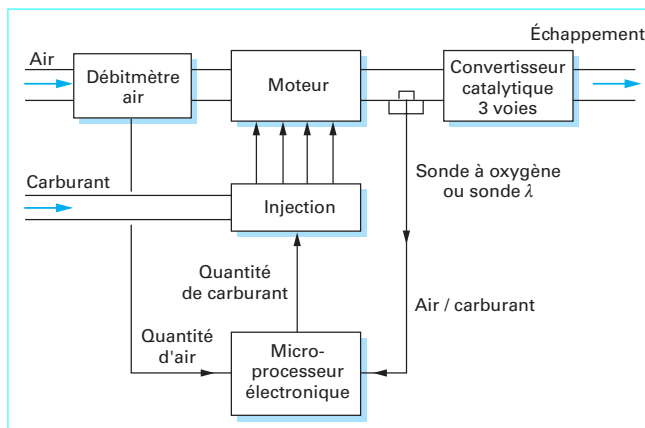 Échappement
Air
Débitmètre
air
Moteur
Convertisseur
catalytique
3 voies
Carburant
Injection
Sonde à oxygène
ou sonde λ
Quantité
de carburant
Air / carburant
Quantité
d'air
Micro-
processeur
électronique